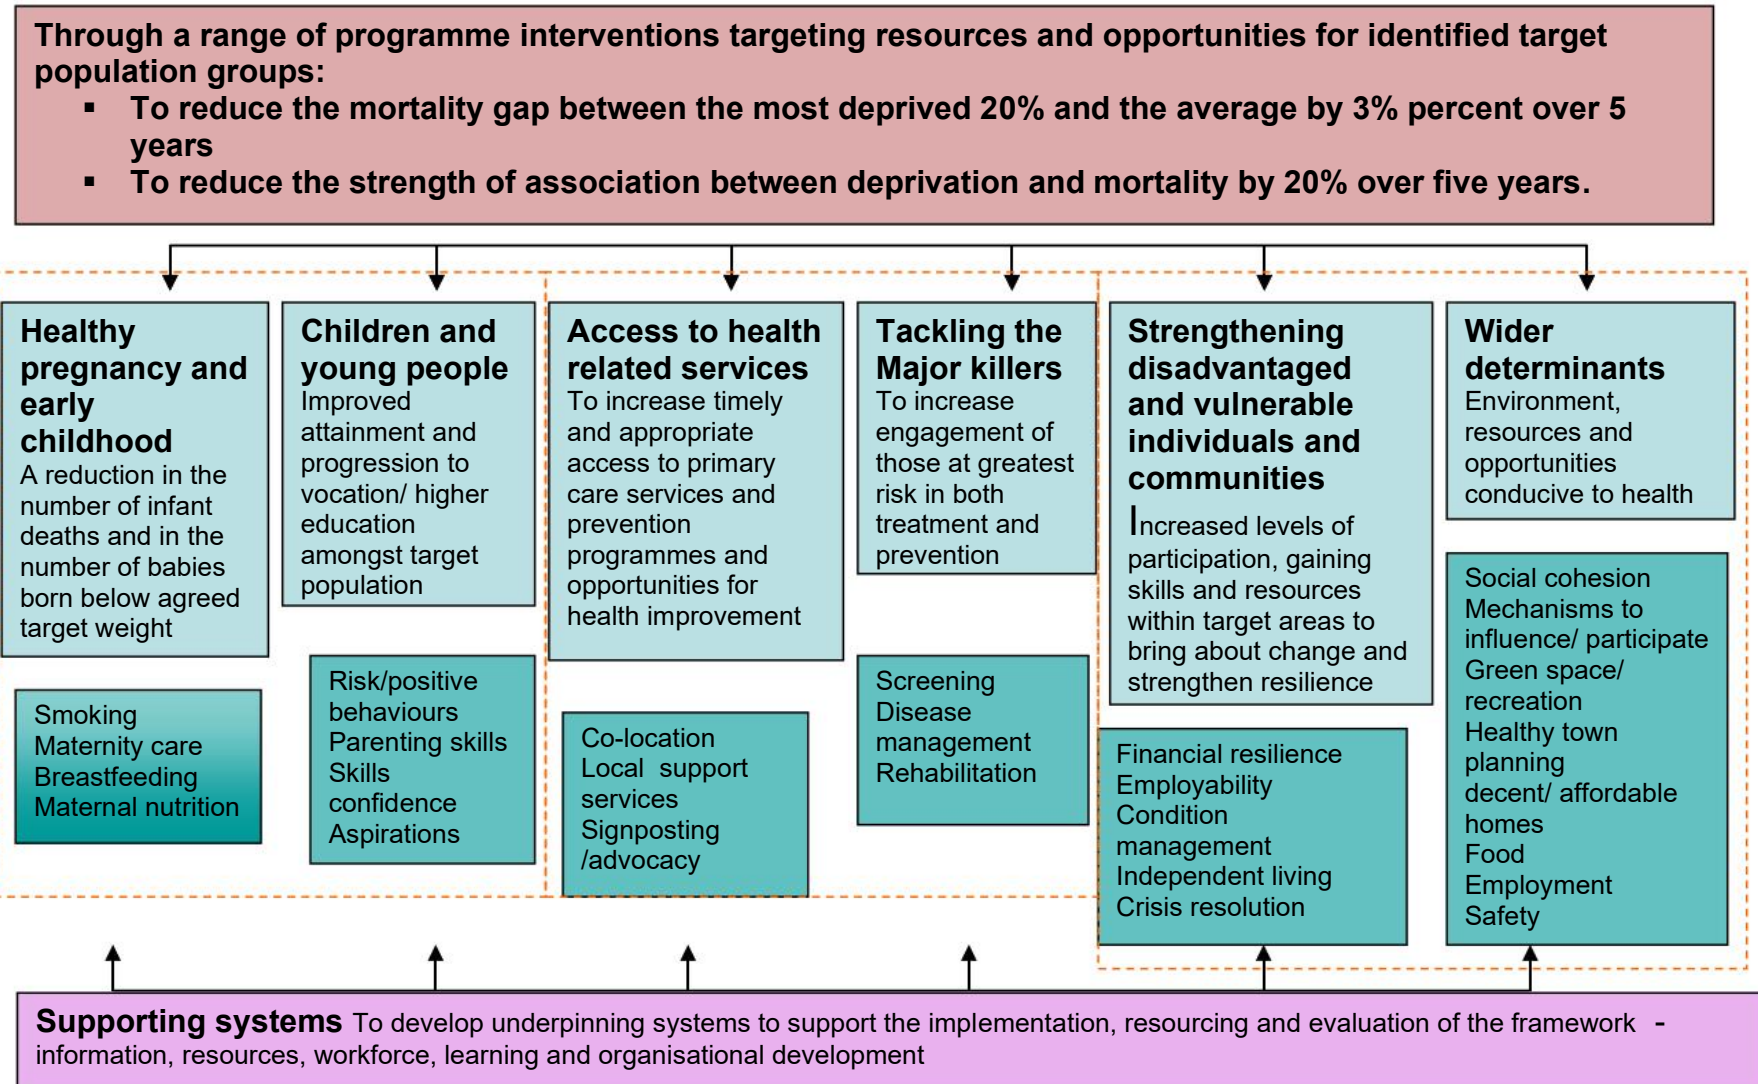 Through a range of programme interventions targeting resources and opportunities for identified target
population groups:
▪ To reduce the mortality gap between the most deprived 20% and the average by 3% percent over 5
years
▪ To reduce the strength of association between deprivation and mortality by 20% over five years.
Healthy
pregnancy and
early
childhood
A reduction in the
number of infant
deaths and in the
number of babies
born below agreed
target weight
Smoking
Maternity care
Breastfeeding
Maternal nutrition
Children and
young people
Improved
attainment and
progression to
vocation/ higher
education
amongst target
population
Risk/positive
behaviours
Parenting skills
Skills
confidence
Aspirations
Access to health
related services
To increase timely
and appropriate
access to primary
care services and
prevention
programmes and
opportunities for
health improvement
Co-location
Local support
services
Signposting
/advocacy
Tackling the
Major killers
To increase
engagement of
those at greatest
risk in both
treatment and
prevention
Screening
Disease
management
Rehabilitation
Strengthening
disadvantaged
and vulnerable
individuals and
communities
Increased levels of
participation, gaining
skills and resources
within target areas to
bring about change and
strengthen resilience
Financial resilience
Employability
Condition
management
Independent living
Crisis resolution
Wider
determinants
Environment,
resources and
opportunities
conducive to health
Social cohesion
Mechanisms to
influence/ participate
Green space/
recreation
Healthy town
planning
decent/ affordable
homes
Food
Employment
Safety
Supporting systems To develop underpinning systems to support the implementation, resourcing and evaluation of the framework -
information, resources, workforce, learning and organisational development